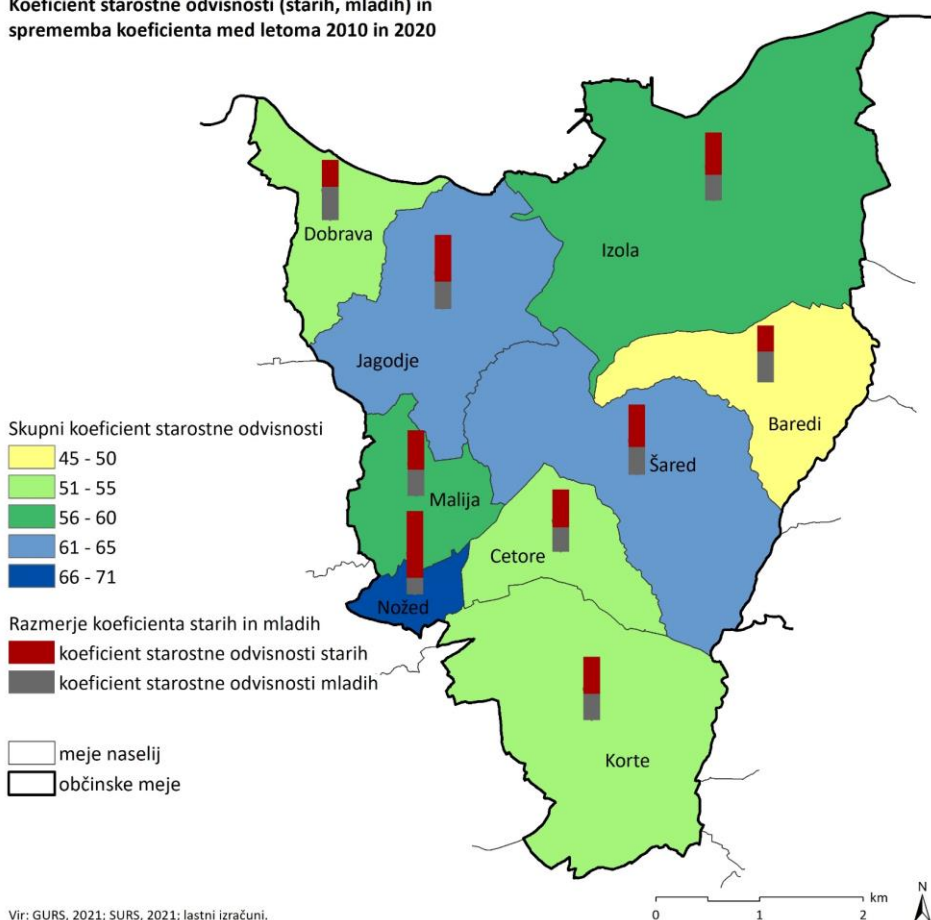 Koeficient starostne odvisnosti (starih, mladih) in
sprememba koeficienta med letoma 2010 in 2020
Dobrava
Izola
Jagodje
Baredi
Šared
Malija
Cetore
Nožed
Korte
Skupni koeficient starostne odvisnosti
45 - 50
51 - 55
56 - 60
61 - 65
66 - 71
Razmerje koeficienta starih in mladih
koeficient starostne odvisnosti starih
koeficient starostne odvisnosti mladih
meje naselij
občinske meje
Vir: GURS, 2021; SURS, 2021; lastni izračuni.
km
0 1 2
N